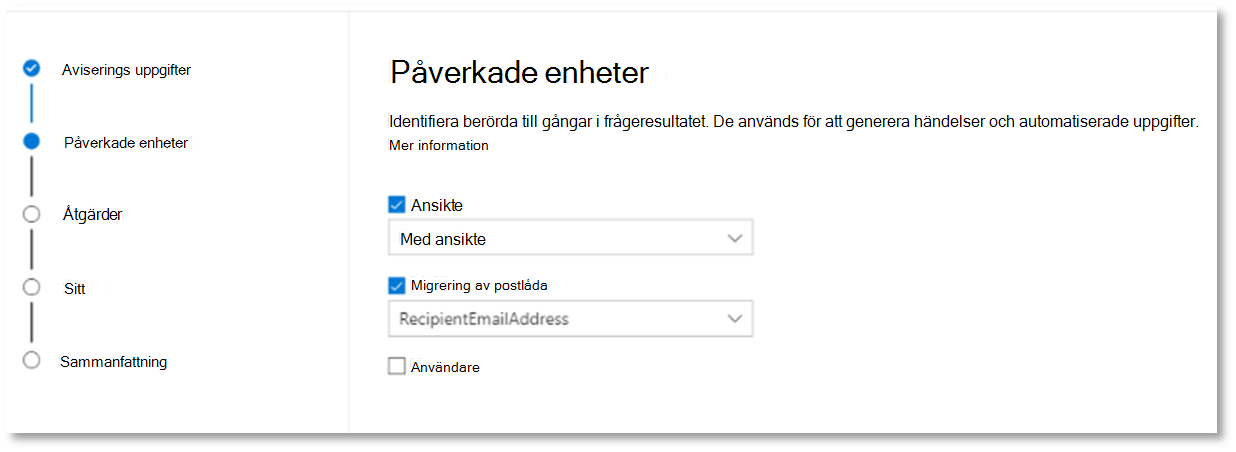 Aviserings uppgifter
Påverkade enheter
Åtgärder
Sitt
Sammanfattning
Påverkade enheter
Identifiera berörda till gångar i frågeresultatet. De används för att generera händelser och automatiserade uppgifter.
Mer information
Ansikte
Med ansikte
Migrering av postlåda
RecipientEmailAddress
Användare